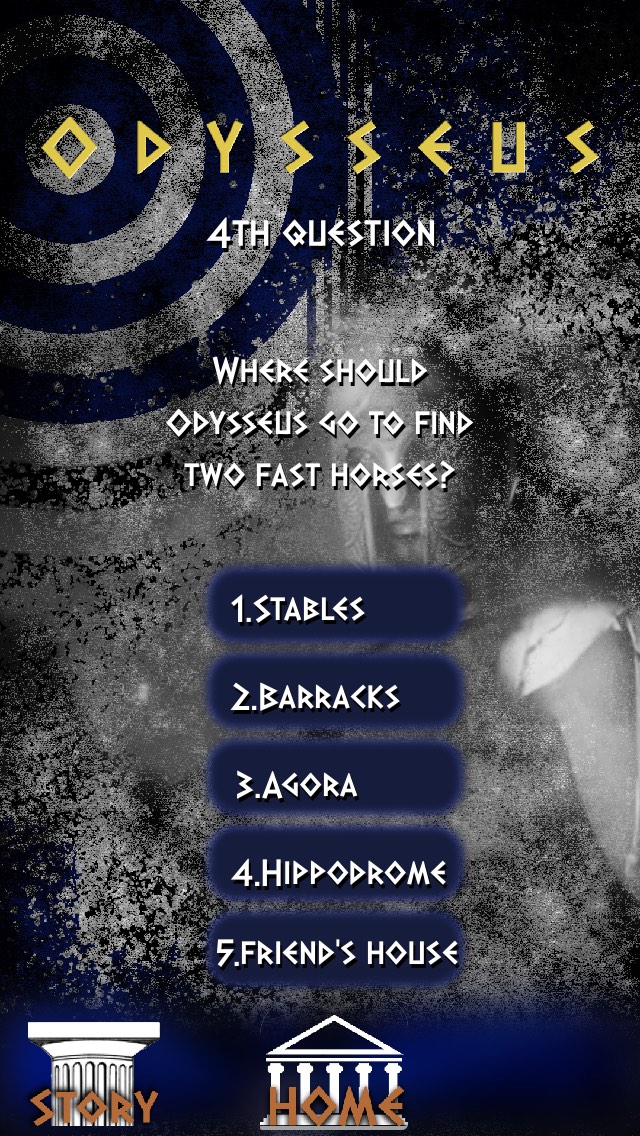 ODYSSEUS
4TH QUESTION
WHERE SHOULD
ODYSSEUS GO TO FIND
TWO FAST HORSES?
1.STABLES
2.BARRACKS
3.AGORA
4.HIPPODROME
5.FRIEND'S HOUSE
STORY
HOME